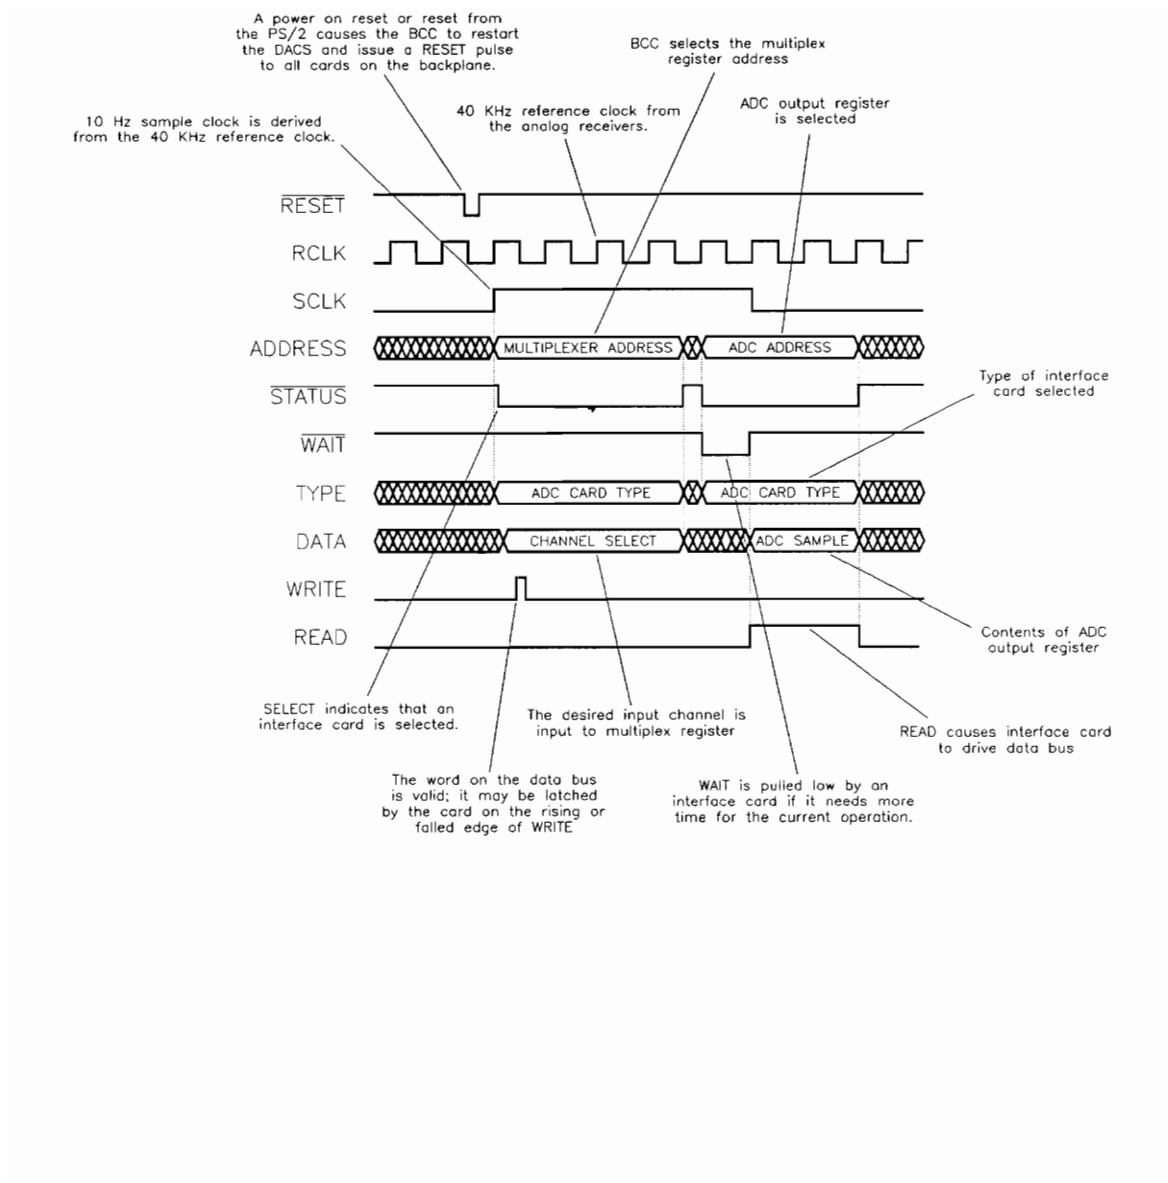 A power on reset or reset from
the PS/2 causes the BCC to restart
the DACS and issue a RESET pulse
to all cards on the backplane.
BCC selects the multiplex
register address
10 Hz sample clock is derived
from the 40 KHz reference clock.
40 KHz reference clock from
the analog receivers.
ADC output register
is selected
RESET
RCLK
SCLK
ADDRESS
MULTIPLEXER ADDRESS
ADC ADDRESS
STATUS
Type of interface
card selected
WAIT
TYPE
ADC CARD TYPE
ADC CARD TYPE
DATA
CHANNEL SELECT
ADC SAMPLE
WRITE
READ
Contents of ADC
output register
SELECT indicates that an
interface card is selected.
The desired input channel is
input to multiplex register
READ causes interface card
to drive data bus
The word on the data bus
is valid; it may be latched
by the card on the rising or
falled edge of WRITE
WAIT is pulled low by an
interface card if it needs more
time for the current operation.